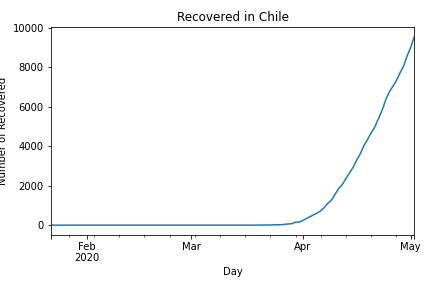 Recovered in Chile
Number of Recovered
10000
8000
6000
4000
2000
0
Feb
2020
Mar
Apr
May
Day